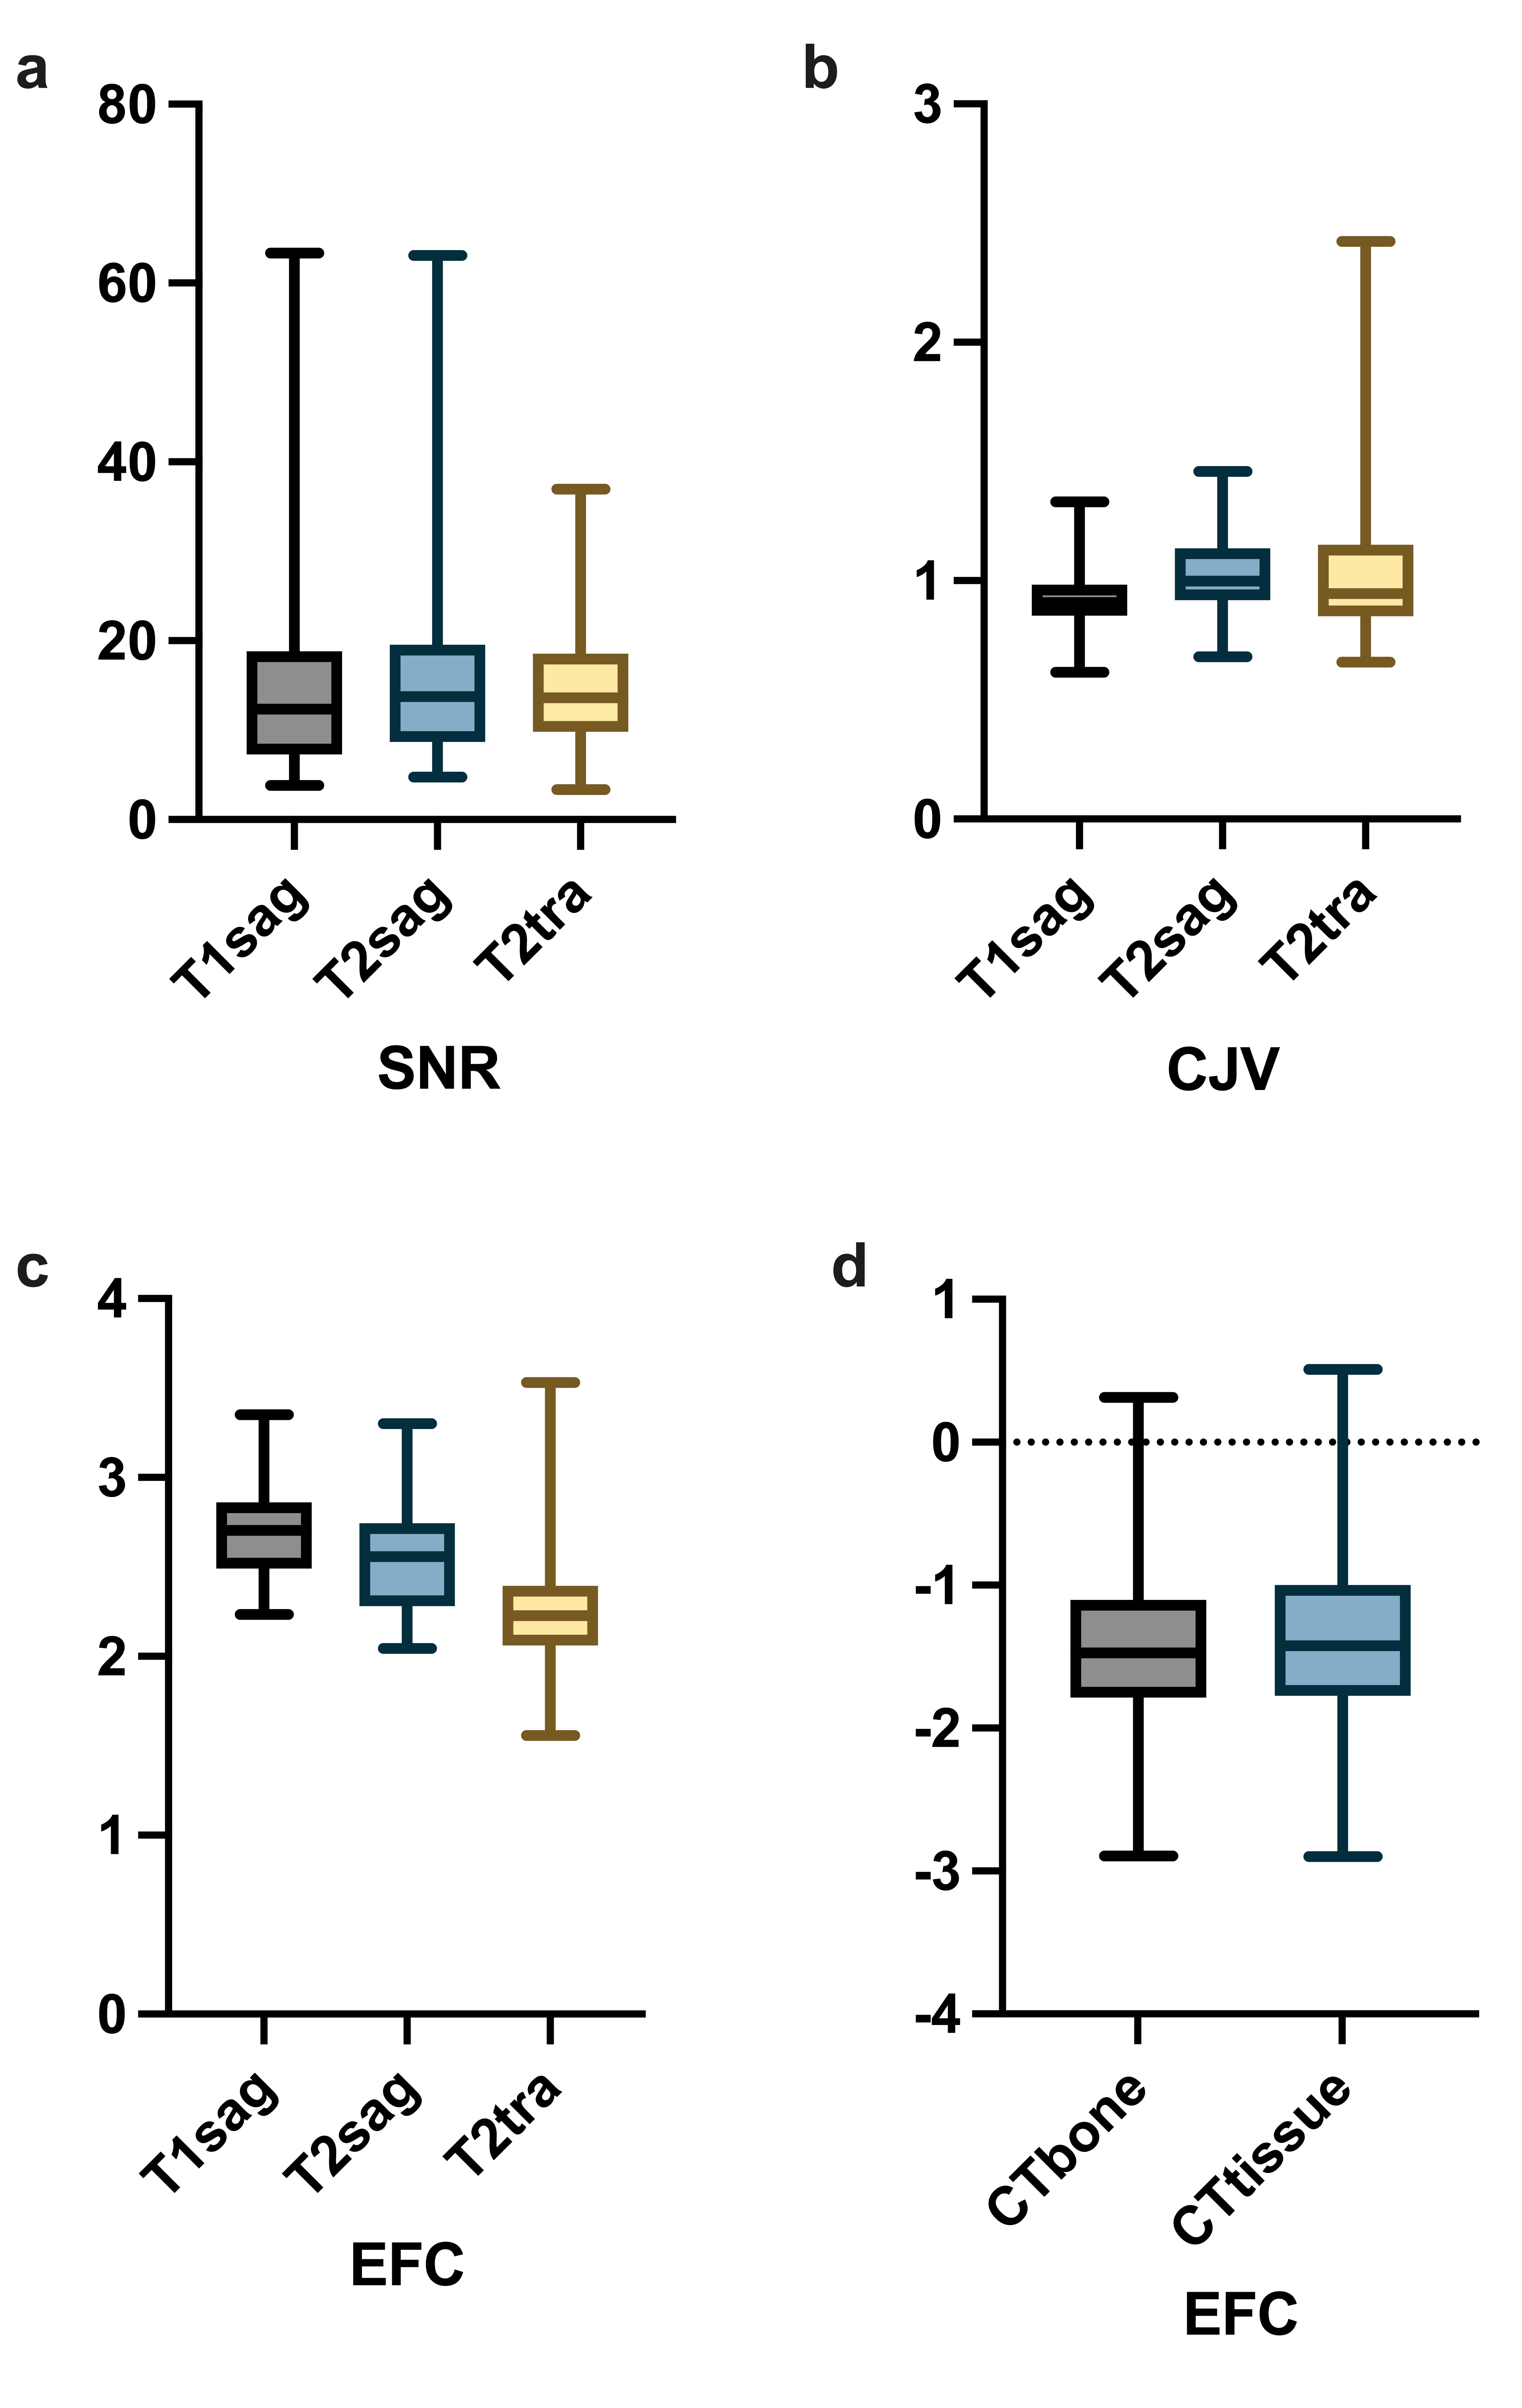 a
80
60
40
20
0
T1sag
T2sag
T2tra
SNR
b
3
2
1
0
T1sag
T2sag
T2tra
CJV
c
4
3
2
1
0
T1sag
T2sag
T2tra
EFC
d
1
0
-1
-2
-3
-4
CTbone
CTtissue
EFC